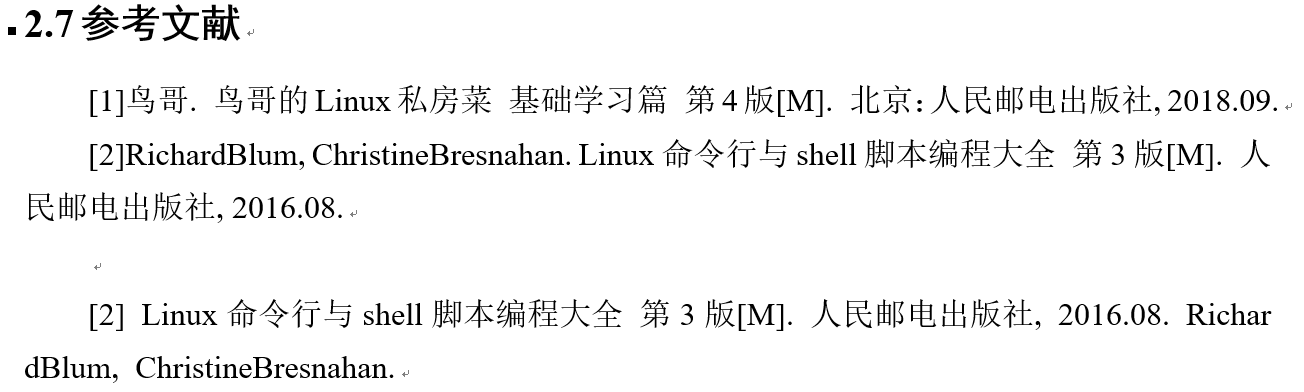 2.7 参考文献
[1]鸟哥. 鸟哥的 Linux 私房菜 基础学习篇 第 4 版[M]. 北京：人民邮电出版社, 2018.09.
[2]RichardBlum, ChristineBresnahan. Linux 命令行与 shell 脚本编程大全 第 3 版[M]. 人
民邮电出版社, 2016.08.
[2] Linux 命令行与 shell 脚本编程大全 第 3 版[M]. 人民邮电出版社, 2016.08. Richar
dBlum, ChristineBresnahan.